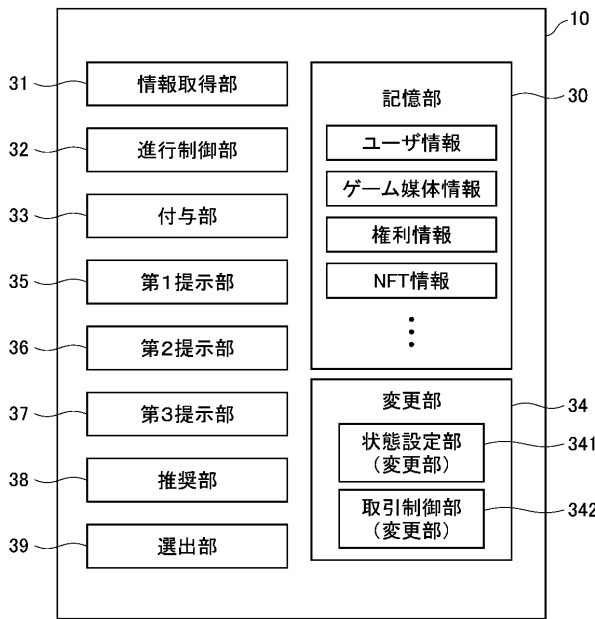 10
31
情報取得部
32
進行制御部
33
付与部
35
第1提示部
36
第2提示部
37
第3提示部
38
推奨部
39
選出部
記憶部
30
ユーザ情報
ゲーム媒体情報
権利情報
NFT情報
変更部
34
状態設定部
(変更部)
341
取引制御部
(変更部)
342